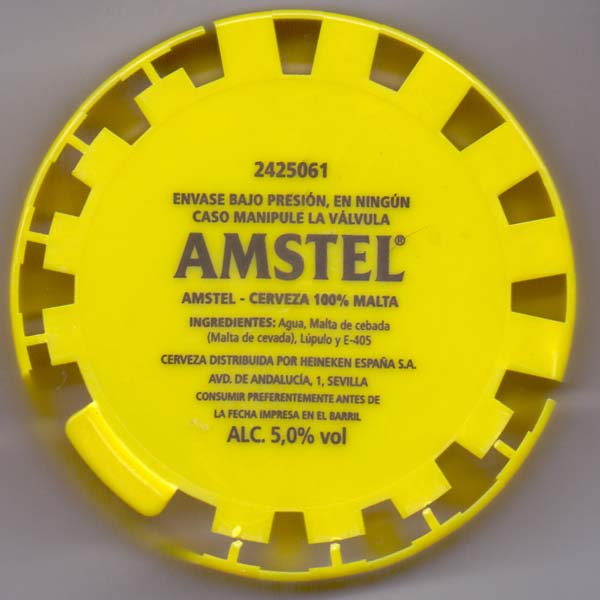 2425061
ENVASE BAJO PRESIÓN, EN NINGÚN
CASO MANIPULE LA VÁLVULA
AMSTEL®
AMSTEL - CERVEZA 100% MALTA
INGREDIENTES: Agua, Malta de cebada
(Malta de cevada), Lúpulo y E-405
CERVEZA DISTRIBUIDA POR HEINEKEN ESPAÑA S.A.
AVD. DE ANDALUCÍA, 1, SEVILLA
CONSUMIR PREFERENTEMENTE ANTES DE
LA FECHA IMPRESA EN EL BARRIL
ALC. 5,0% vol